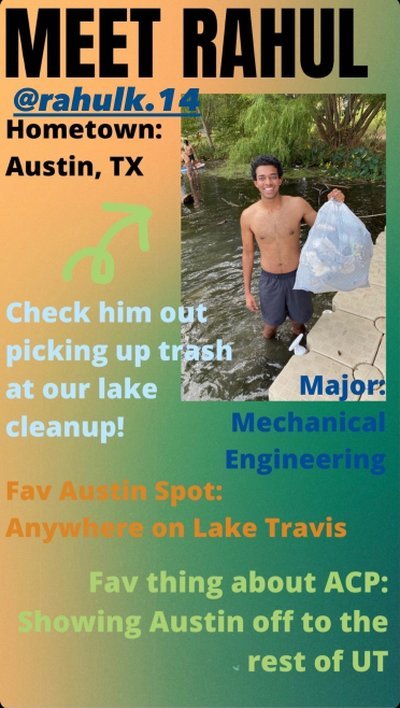 MEET RAHUL
@rahulk.14
Hometown:
Austin, TX
Check him out
picking up trash
at our lake
cleanup!
Major:
Mechanical
Engineering
Fav Austin Spot:
Anywhere on Lake Travis
Fav thing about ACP:
Showing Austin off to the
rest of UT